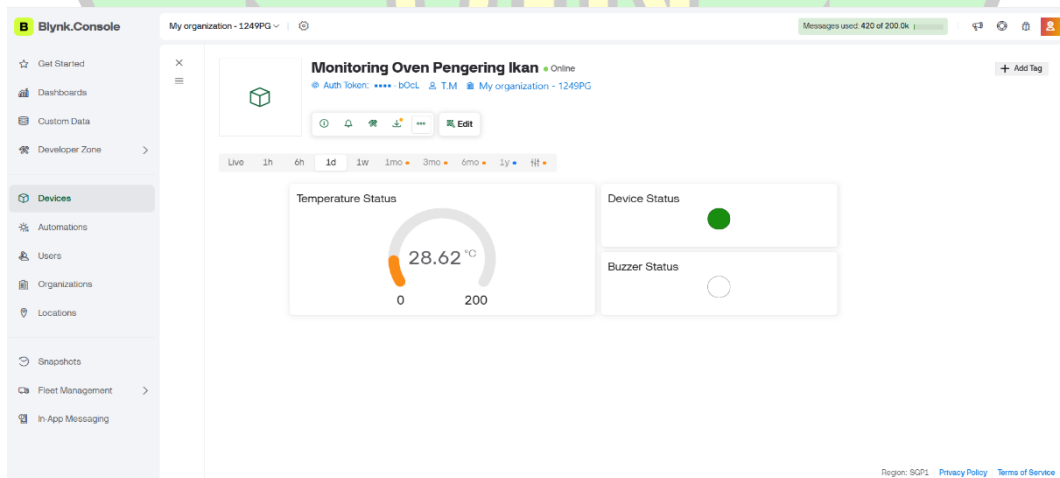 B Blynk.Console
My organization - 1249PG
Messages used: 420 of 200.0k
Get Started
Dashboards
Custom Data
Developer Zone
Devices
Automations
Users
Organizations
Locations
Snapshots
Fleet Management
In-App Messaging
Monitoring Oven Pengering Ikan Online
Auth Token: •••• - bOcL T.M My organization - 1249PG
+ Add Tag
Edit
Live 1h 6h 1d 1w 1mo 3mo 6mo 1y
Temperature Status
28.62 °C
0 200
Device Status
Buzzer Status
Region: SGP1 Privacy Policy Terms of Service